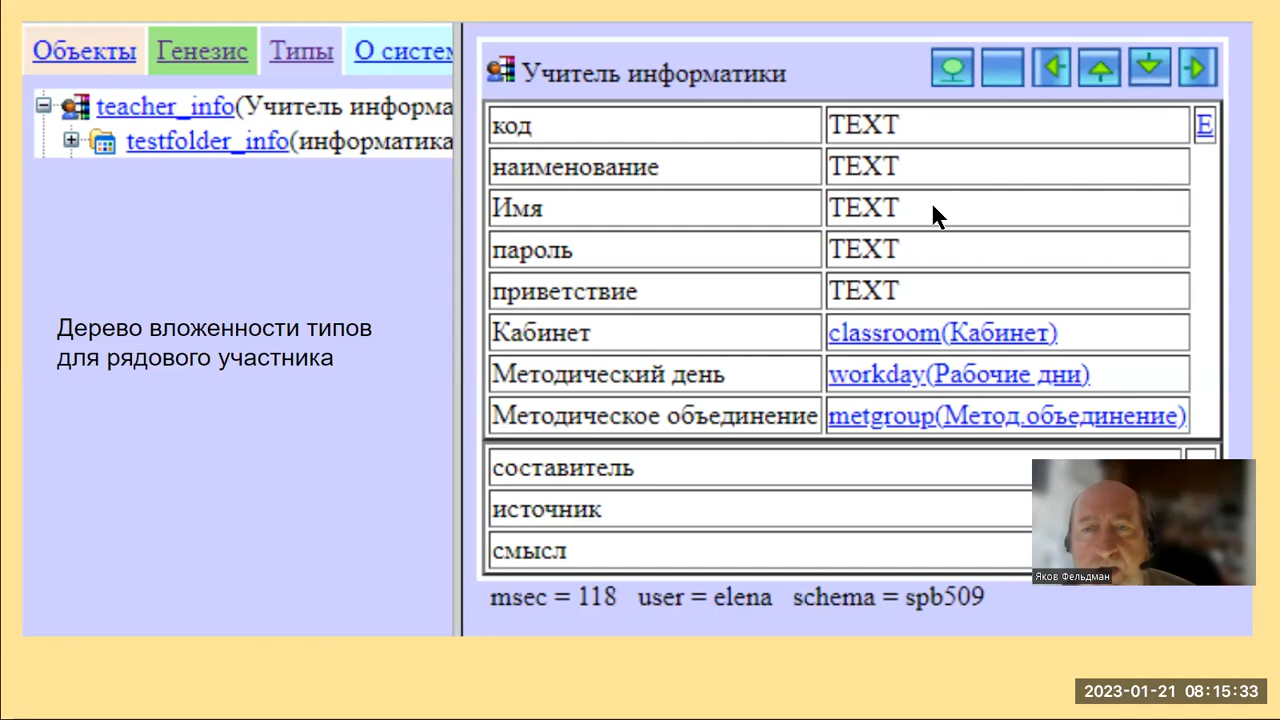 Объекты Генезис Типы О систем
teacher_info(Учитель информа
testfolder_info(информатика
Дерево вложенности типов
для рядового участника
Учитель информатики
код TEXT E
наименование TEXT
Имя TEXT
пароль TEXT
приветствие TEXT
Кабинет classroom(Кабинет)
Методический день workday(Рабочие дни)
Методическое объединение metgroup(Метод.объединение)
составитель
источник
смысл
msec = 118 user = elena schema = spb509
Яков Фельдман
2023-01-21 08:15:33